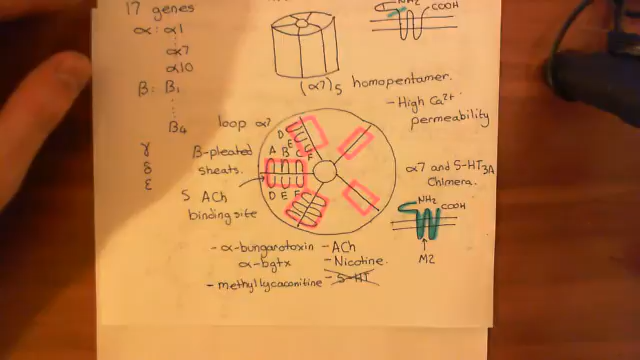 17 genes
α: α1
⋮
α7
α10
β: β1
⋮
β4
γ
δ
ε
NH2
COOH
(α7)5 homopentamer.
- High Ca2+
permeability
loop α7
β-pleated
sheets.
5 ACh
binding site
D E F
A B C
D E F
α7 and 5-HT3A
Chimera.
NH2
COOH
M2
- α-bungarotoxin
α-bgtx
- methyllycaconitine
- ACh
- Nicotine.
- 5-HT